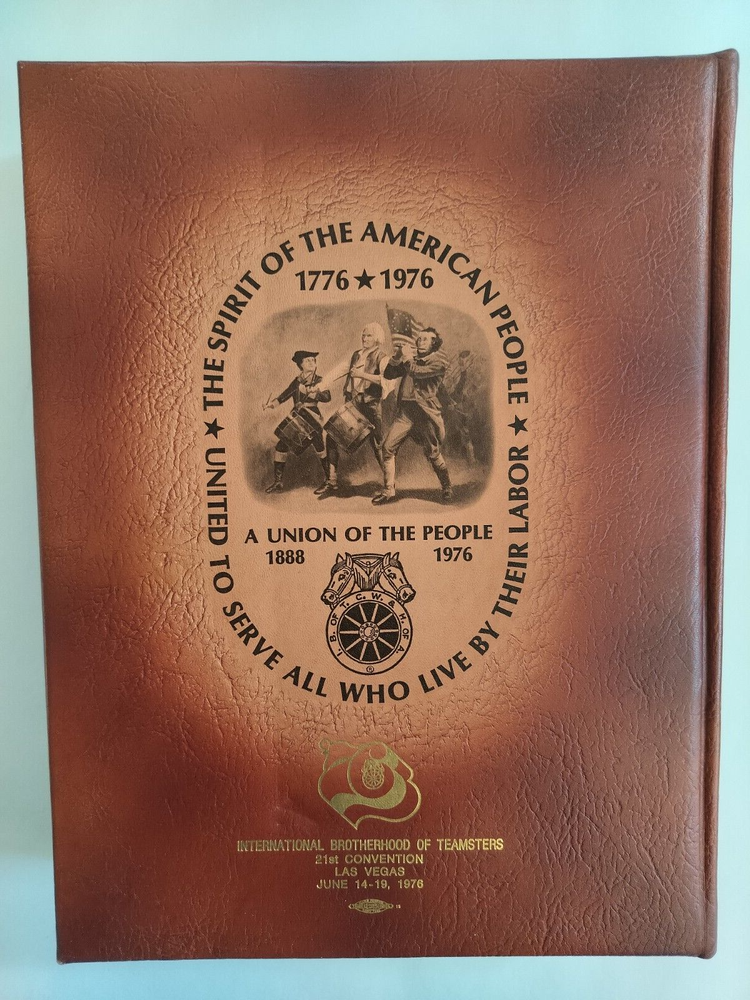 THE SPIRIT OF THE AMERICAN PEOPLE ★
1776 ★ 1976
A UNION OF THE PEOPLE
1888 1976
I. B. OF T. C. W. & H. OF A.
®
★ UNITED TO SERVE ALL WHO LIVE BY THEIR LABOR
INTERNATIONAL BROTHERHOOD OF TEAMSTERS
21st CONVENTION
LAS VEGAS
JUNE 14-19, 1976